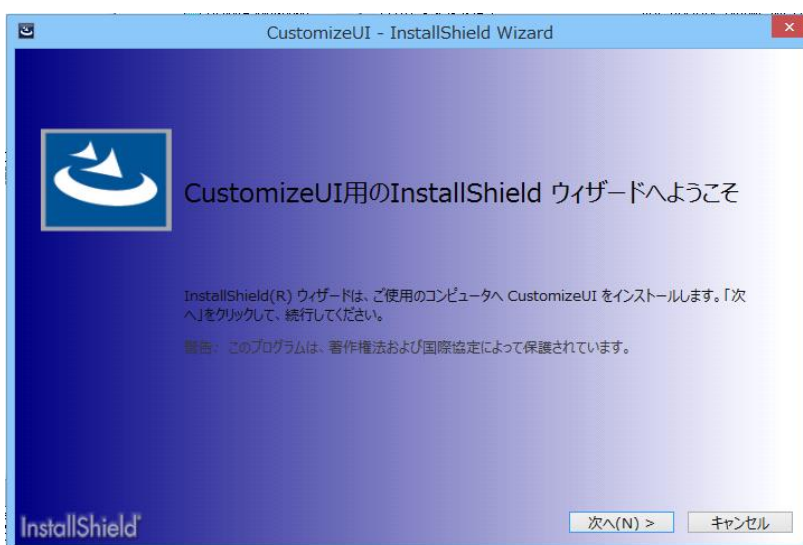 CustomizeUI - InstallShield Wizard
CustomizeUI用のInstallShield ウィザードへようこそ
InstallShield(R) ウィザードは、ご使用のコンピュータへ CustomizeUI をインストールします。「次
へ」をクリックして、続行してください。
警告: このプログラムは、著作権法および国際協定によって保護されています。
InstallShield
次へ(N) >
キャンセル